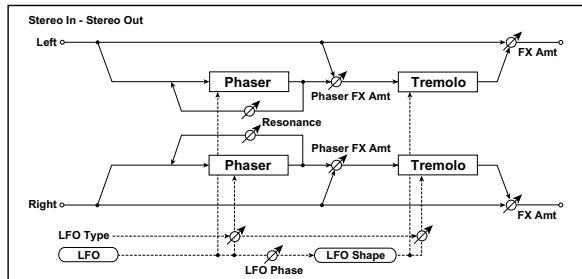 Stereo In - Stereo Out
Left
FX Amt
Phaser
Tremolo
Phaser FX Amt
Resonance
Phaser FX Amt
Phaser
Tremolo
Right
FX Amt
LFO Type
LFO
LFO Shape
LFO Phase